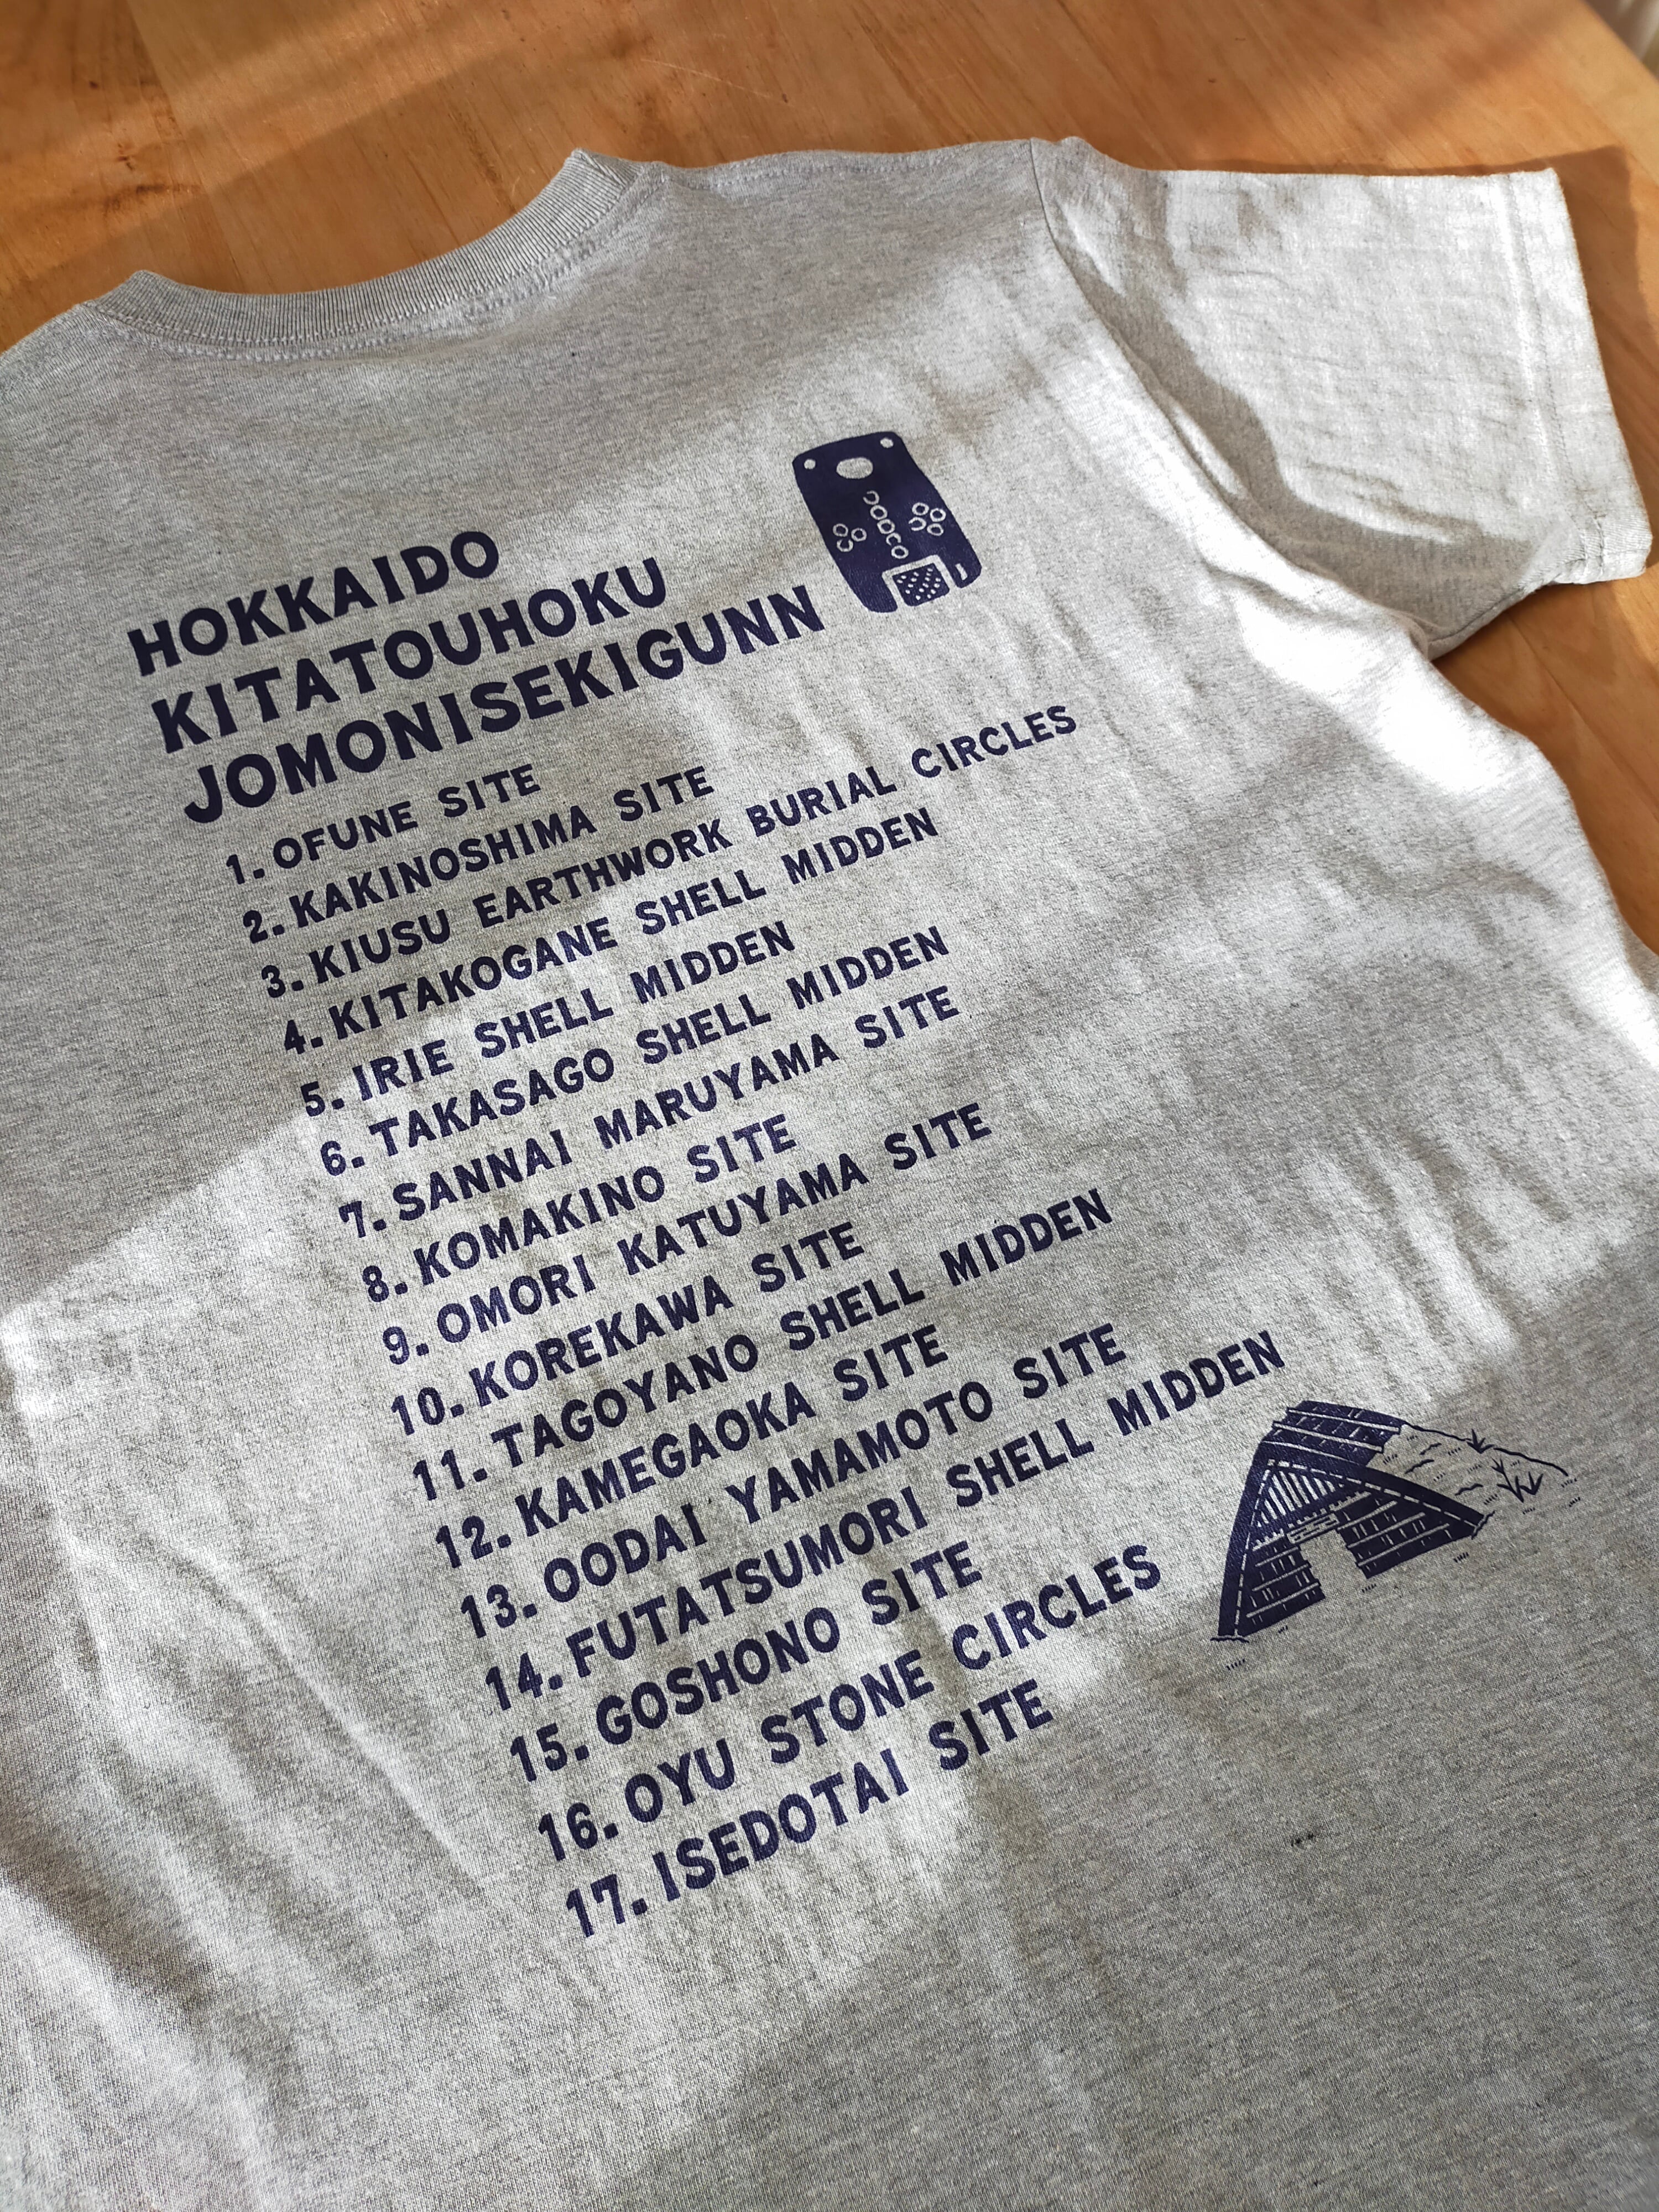 HOKKAIDO
KITATOUHOKU
JOMONISEKIGUNN
1. OFUNE SITE
2. KAKINOSHIMA SITE
3. KIUSU EARTHWORK BURIAL CIRCLES
4. KITAKOGANE SHELL MIDDEN
5. IRIE SHELL MIDDEN
6. TAKASAGO SHELL MIDDEN
7. SANNAI MARUYAMA SITE
8. KOMAKINO SITE
9. OMORI KATUYAMA SITE
10. KOREKAWA SITE
11. TAGOYANO SHELL MIDDEN
12. KAMEGAOKA SITE
13. OODAI YAMAMOTO SITE
14. FUTATSUMORI SHELL MIDDEN
15. GOSHONO SITE
16. OYU STONE CIRCLES
17. ISEDOTAI SITE